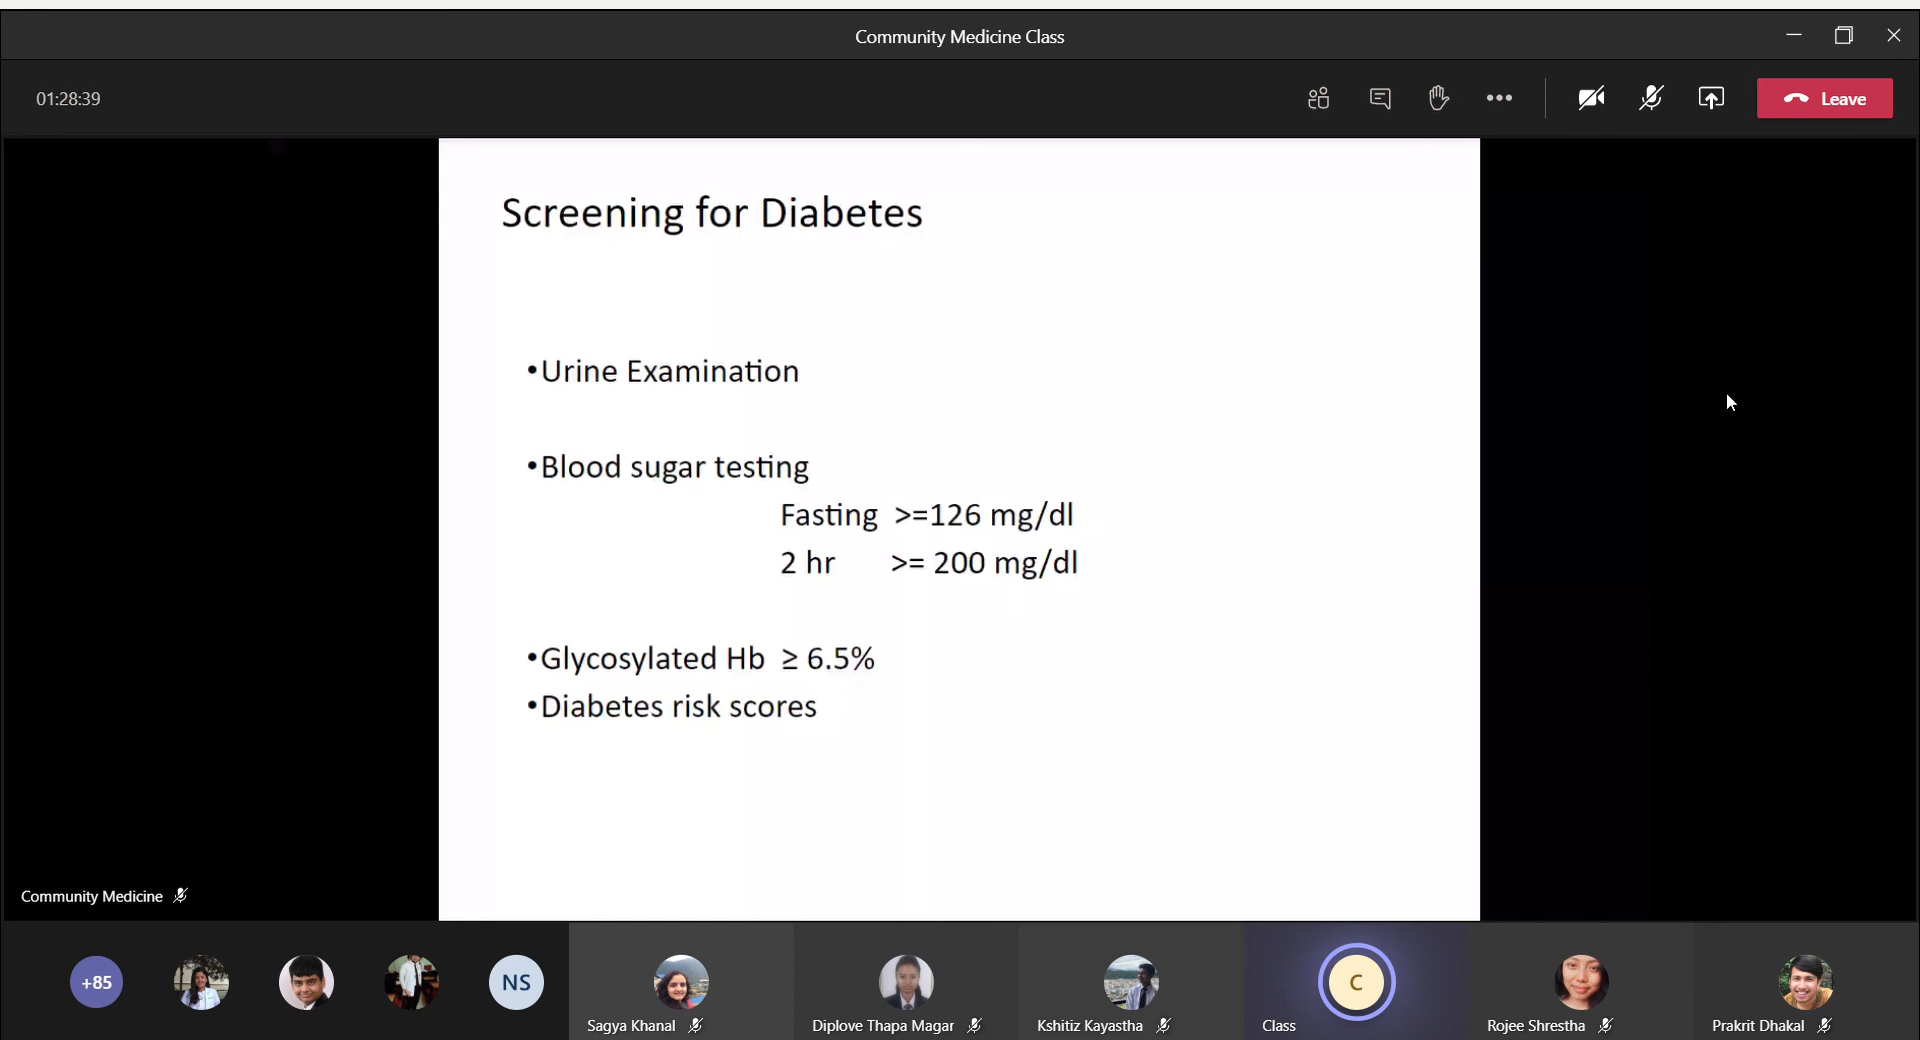 Community Medicine Class
01:28:39
Leave
Screening for Diabetes
•Urine Examination
•Blood sugar testing
Fasting >=126 mg/dl
2 hr >= 200 mg/dl
•Glycosylated Hb ≥ 6.5%
•Diabetes risk scores
Community Medicine
+85
NS
C
Sagya Khanal
Diplove Thapa Magar
Kshitiz Kayastha
Class
Rojee Shrestha
Prakrit Dhakal